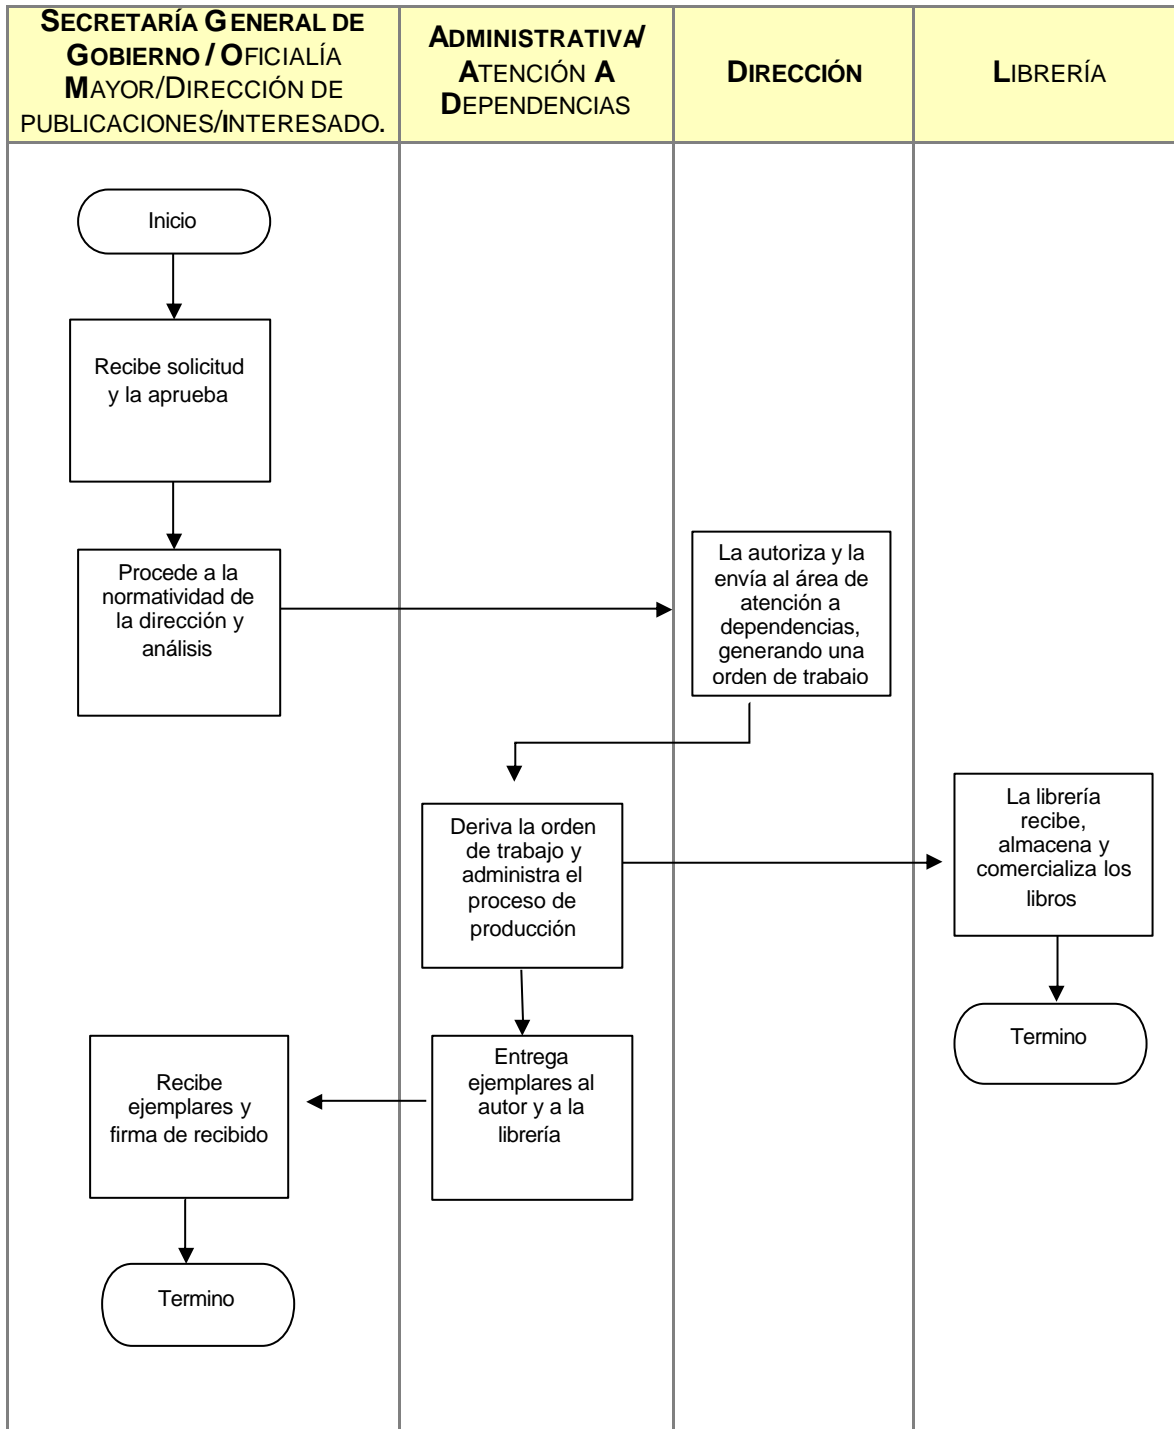 SECRETARÍA GENERAL DE
GOBIERNO / OFICIALÍA
MAYOR/DIRECCIÓN DE
PUBLICACIONES/INTERESADO.
ADMINISTRATIVA/
ATENCIÓN A
DEPENDENCIAS
DIRECCIÓN
LIBRERÍA
Inicio
Recibe solicitud
y la aprueba
Procede a la
normatividad de
la dirección y
análisis
La autoriza y la
envía al área de
atención a
dependencias,
generando una
orden de trabajo
Deriva la orden
de trabajo y
administra el
proceso de
producción
La librería
recibe,
almacena y
comercializa los
libros
Termino
Entrega
ejemplares al
autor y a la
librería
Recibe
ejemplares y
firma de recibido
Termino